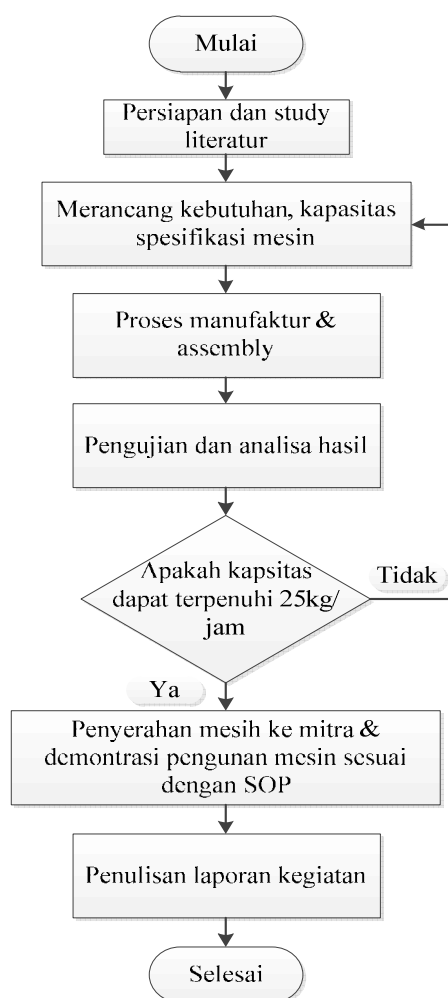 Mulai
Persiapan dan study
literatur
Merancang kebutuhan, kapasitas
spesifikasi mesin
Proses manufaktur &
assembly
Pengujian dan analisa hasil
Apakah kapsitas
dapat terpenuhi 25kg/
jam
Tidak
Ya
Penyerahan mesih ke mitra &
demontrasi pengunan mesin sesuai
dengan SOP
Penulisan laporan kegiatan
Selesai